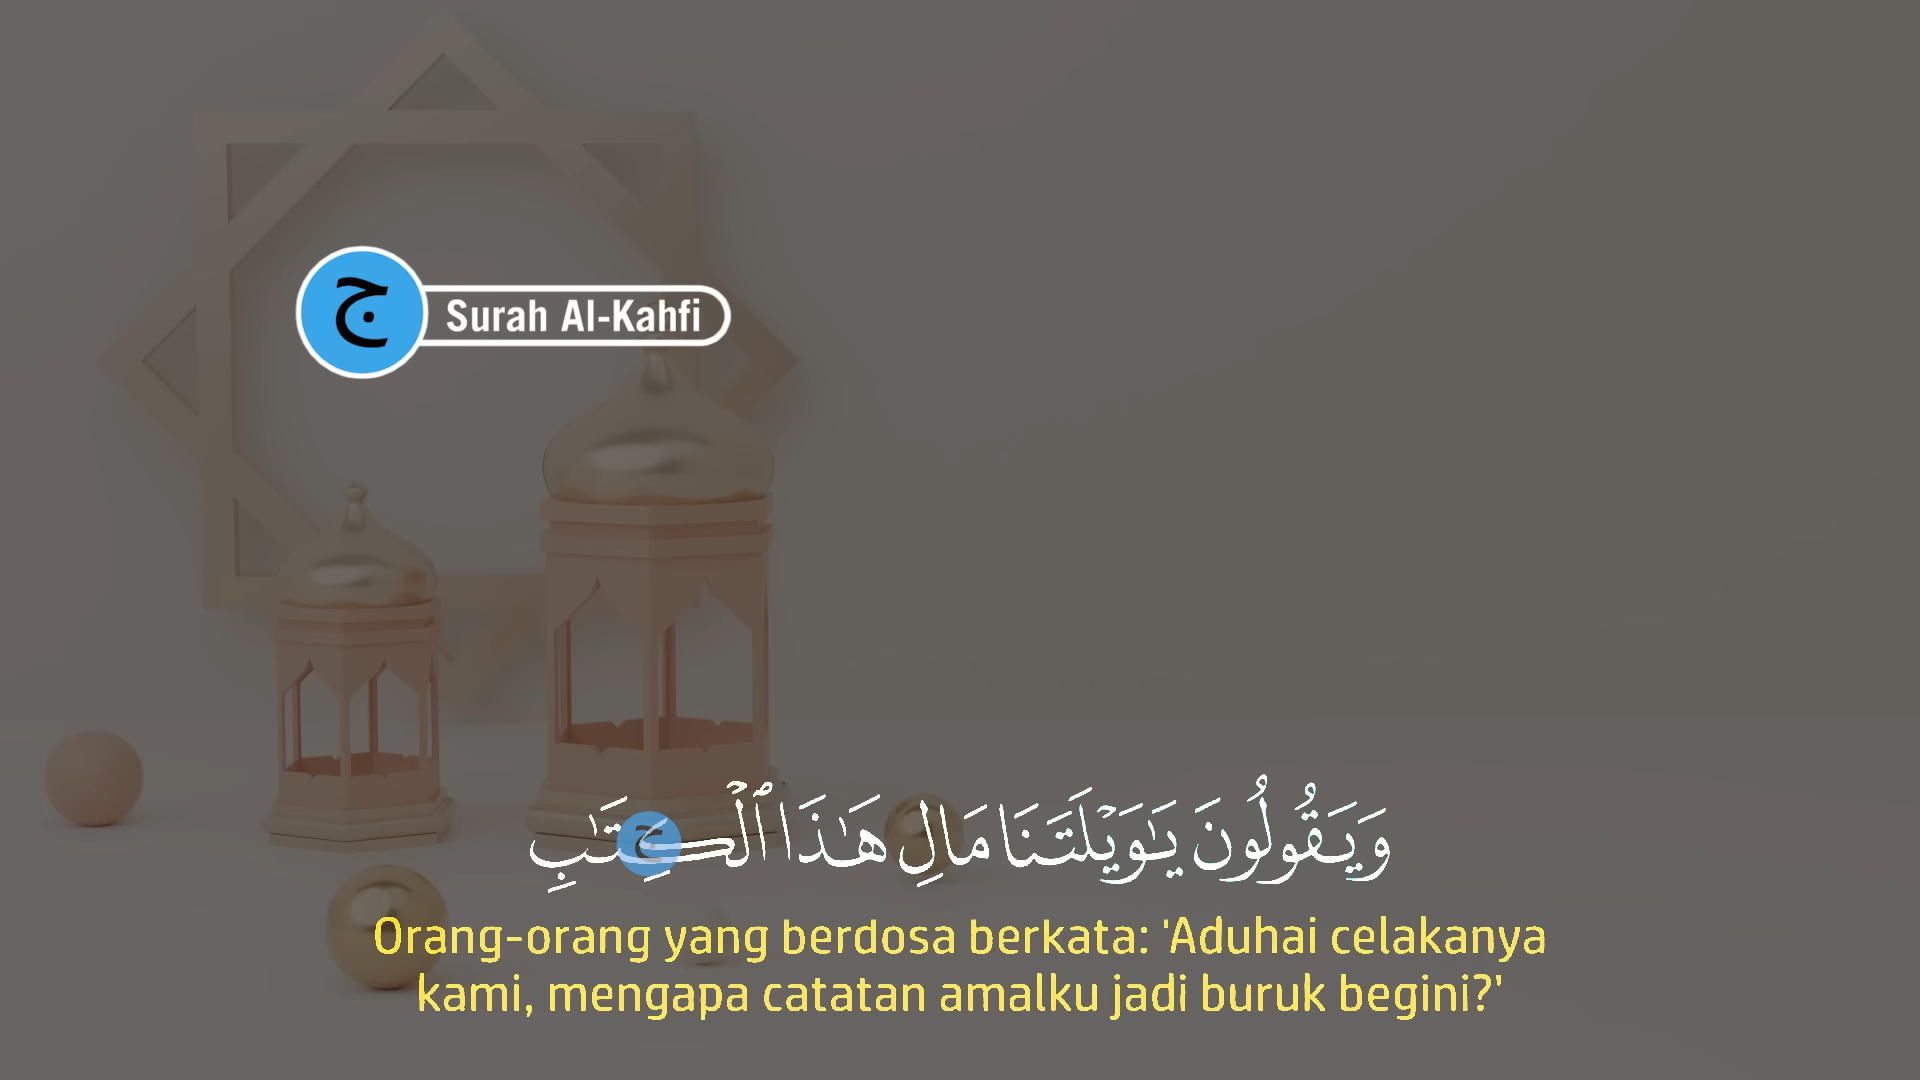 ج
Surah Al-Kahfi
وَيَقُولُونَ يَـٰوَيْلَتَنَا مَالِ هَـٰذَا ٱلْكِتَـٰبِ
ج
Orang-orang yang berdosa berkata: 'Aduhai celakanya
kami, mengapa catatan amalku jadi buruk begini?'